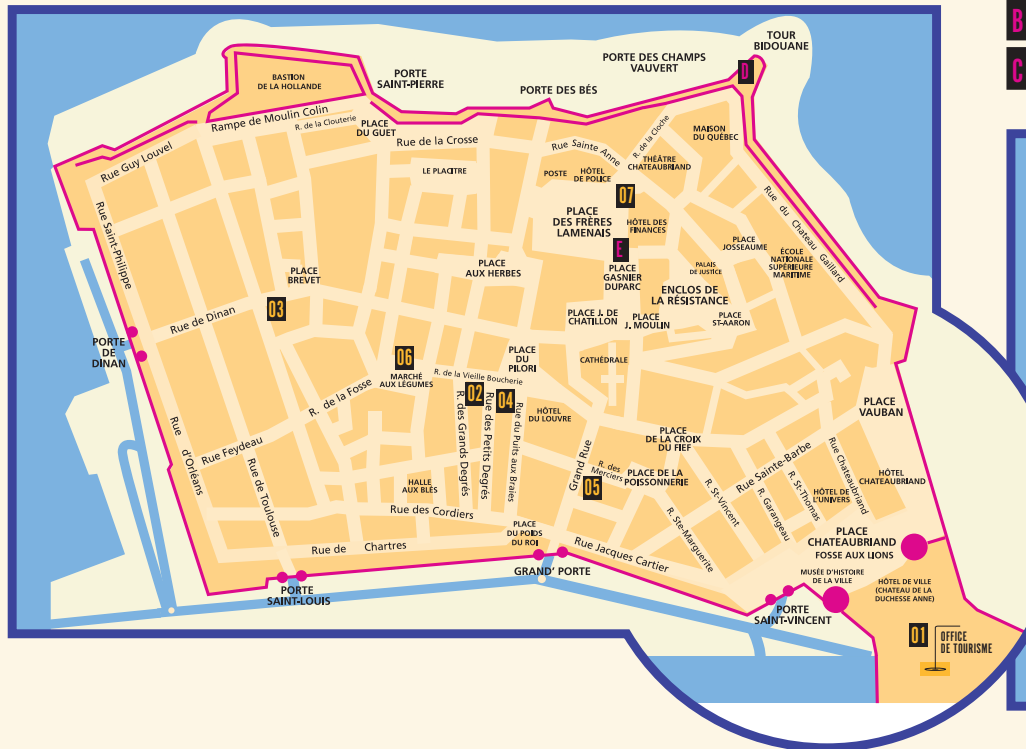 B
C
TOUR
BIDOUANE
PORTE DES CHAMPS
VAUVERT
D
PORTE
SAINT-PIERRE
BASTION
DE LA HOLLANDE
PORTE DES BÉS
Rampe de Moulin Colin
R. de la Clouterie
PLACE
DU GUET
Rue de la Crosse
R. de la Cloche
MAISON
DU QUÉBEC
Rue Guy Louvel
Rue Sainte Anne
THÉÂTRE
CHATEAUBRIAND
LE PLACITRE
POSTE
HÔTEL
DE POLICE
07
Rue Saint-Philippe
PLACE
DES FRÈRES
LAMENAIS
HÔTEL DES
FINANCES
Rue du Chateau Gaillard
E
PLACE
JOSSEAUME
ÉCOLE
NATIONALE
SUPÉRIEURE
MARITIME
PLACE
BREVET
PLACE
AUX HERBES
PLACE
GASNIER
DUPARC
PALAIS
DE JUSTICE
ENCLOS DE
LA RÉSISTANCE
03
Rue de Dinan
PLACE J. DE
CHATILLON
PLACE
J. MOULIN
PLACE
ST-AARON
PORTE
DE
DINAN
06
MARCHÉ
AUX LÉGUMES
PLACE
DU
PILORI
CATHÉDRALE
R. de la Vieille Boucherie
R. de la Fosse
02
04
R. des Grands Degrés
Rue des Petits Degrés
Rue du Puits aux Braies
HÔTEL
DU LOUVRE
PLACE
VAUBAN
Rue d'Orléans
Rue Feydeau
Rue de Toulouse
PLACE
DE LA CROIX
DU FIEF
Grand Rue
R. des
Merciers
05
PLACE DE LA
POISSONNERIE
Rue Sainte-Barbe
Rue Chateaubriand
HÔTEL
CHATEAUBRIAND
HALLE
AUX BLÉS
R. St-Vincent
R. Garangeau
R. St-Thomas
HÔTEL DE
L'UNIVERS
Rue des Cordiers
R. Ste-Marguerite
PLACE
DU POIDS
DU ROI
PLACE
CHATEAUBRIAND
FOSSE AUX LIONS
Rue de Chartres
Rue Jacques Cartier
GRAND' PORTE
MUSÉE D'HISTOIRE
DE LA VILLE
HÔTEL DE VILLE
(CHATEAU DE LA
DUCHESSE ANNE)
PORTE
SAINT-LOUIS
PORTE
SAINT-VINCENT
01
OFFICE
DE TOURISME